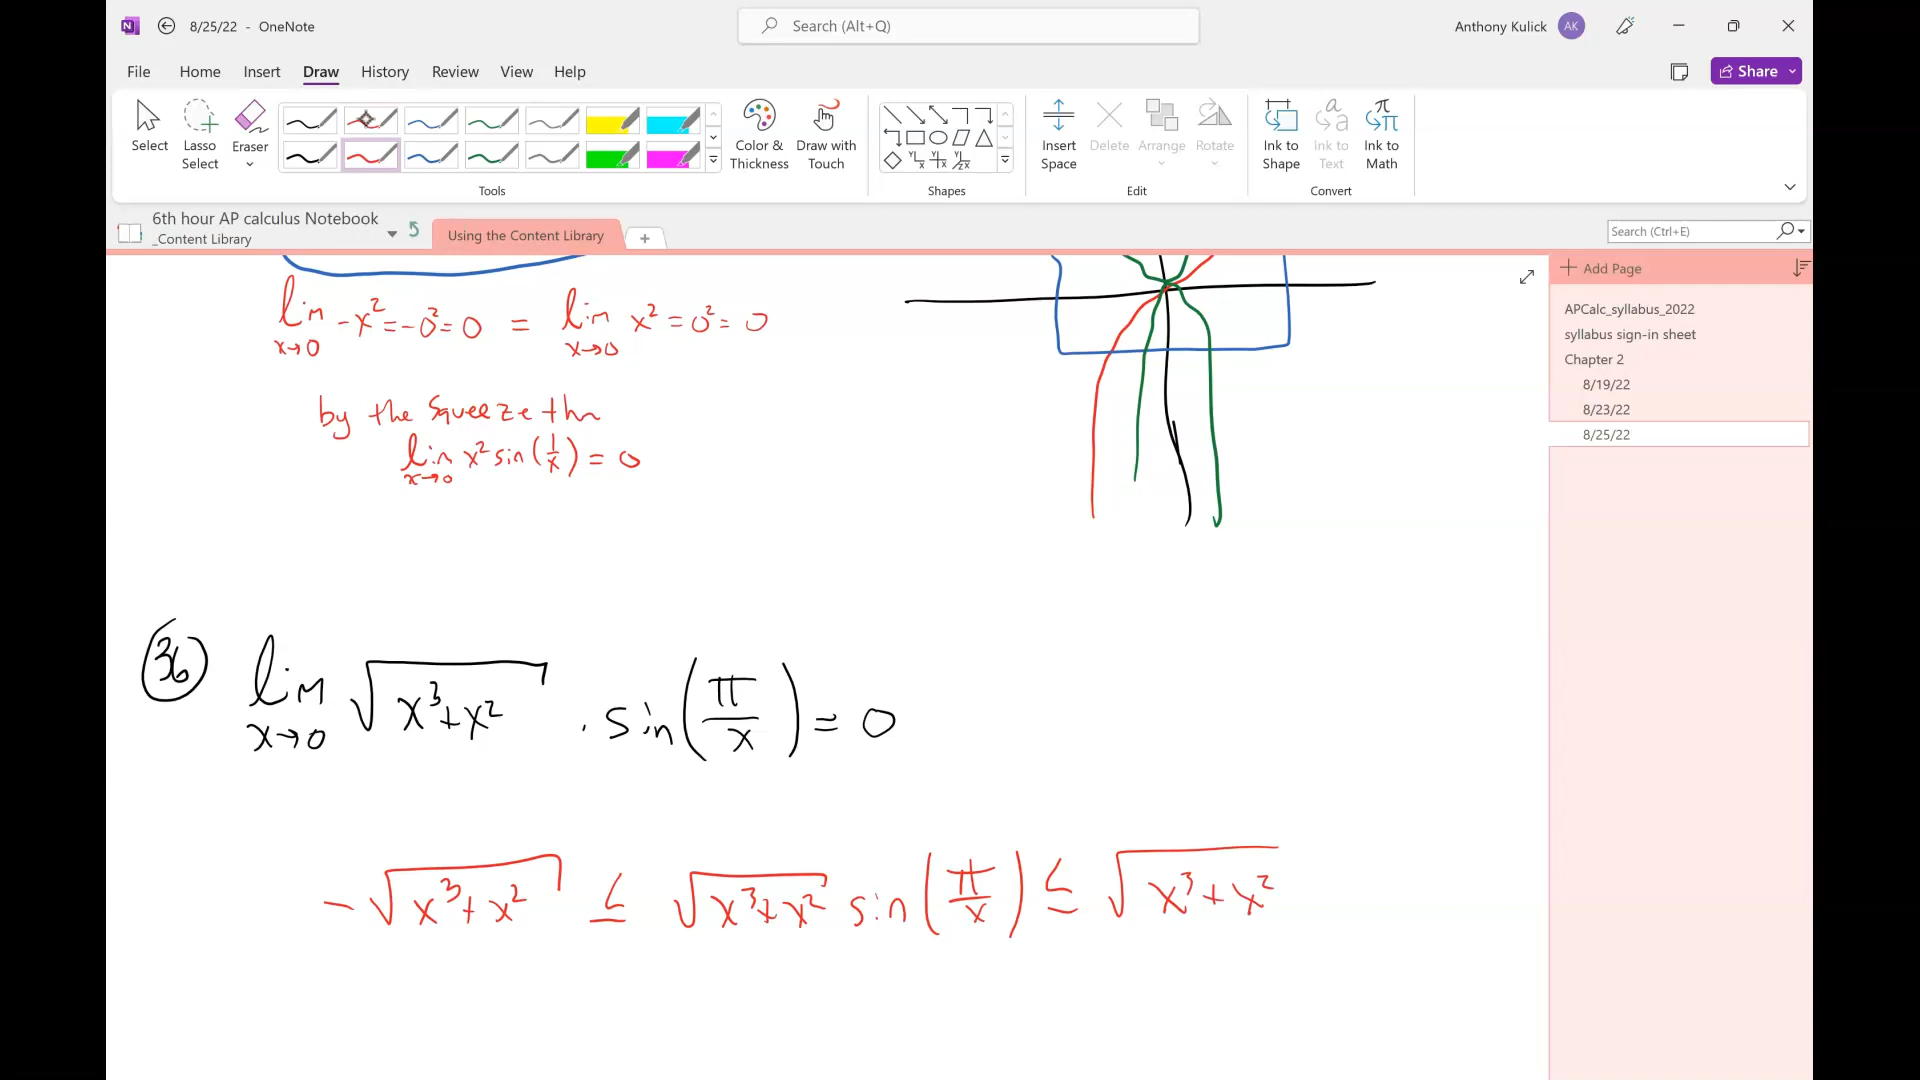 8/25/22 - OneNote
Search (Alt+Q)
Anthony Kulick AK
File Home Insert Draw History Review View Help
Share
Select
Lasso Select
Eraser
Color & Thickness
Draw with Touch
Insert Space
Delete
Arrange
Rotate
Ink to Shape
Ink to Text
Ink to Math
Tools Shapes Edit Convert
6th hour AP calculus Notebook
_Content Library
Using the Content Library
Search (Ctrl+E)
Add Page
APCalc_syllabus_2022
syllabus sign-in sheet
Chapter 2
8/19/22
8/23/22
8/25/22
lim x→0 -x² = -0² = 0 = lim x→0 x² = 0² = 0
by the Squeeze thm
lim x→0 x² sin(1/x) = 0
36 lim x→0 √(x³+x²) · sin(π/x) = 0
-√(x³+x²) ≤ √(x³+x²) sin(π/x) ≤ √(x³+x²)